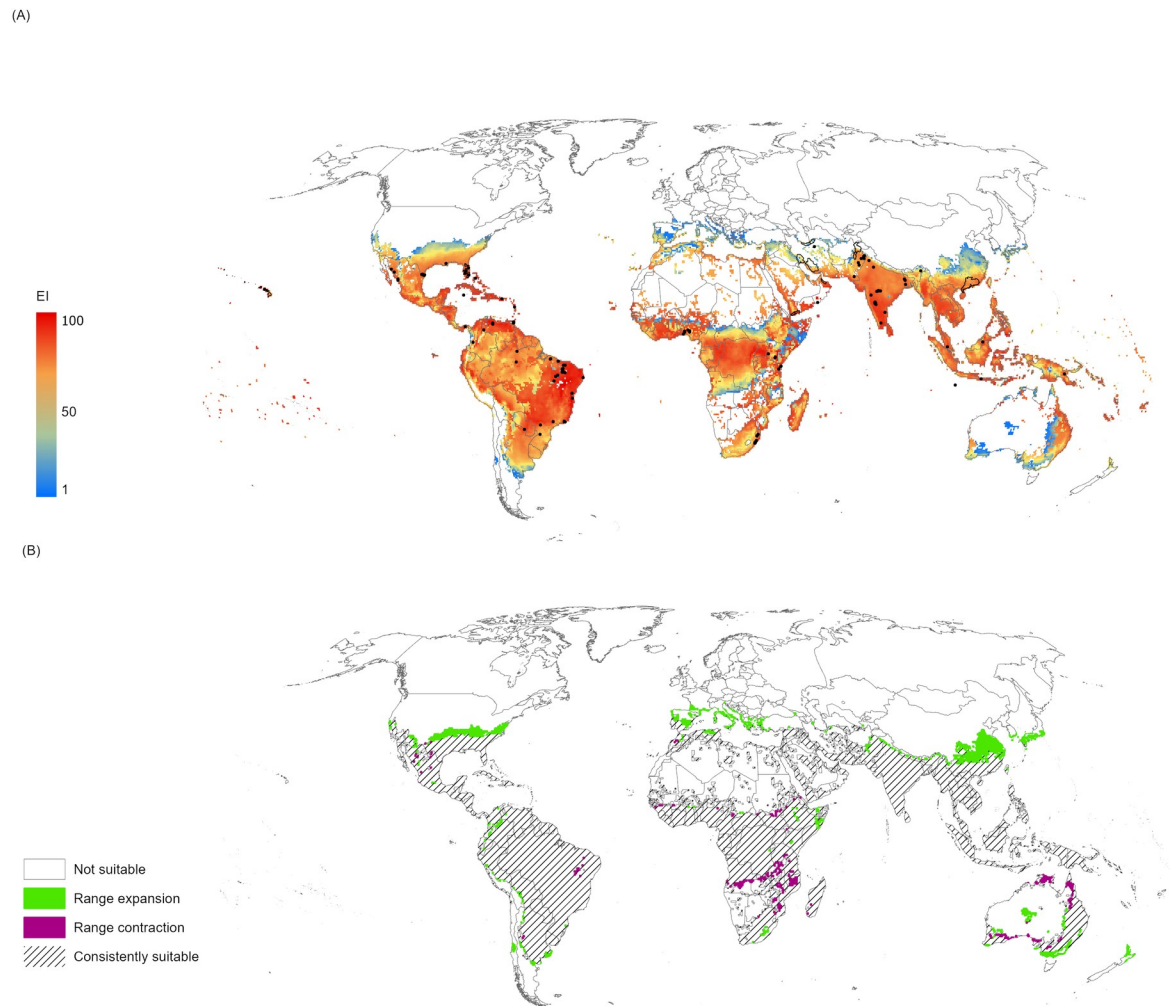 (A)
EI
100
50
1
(B)
Not suitable
Range expansion
Range contraction
Consistently suitable